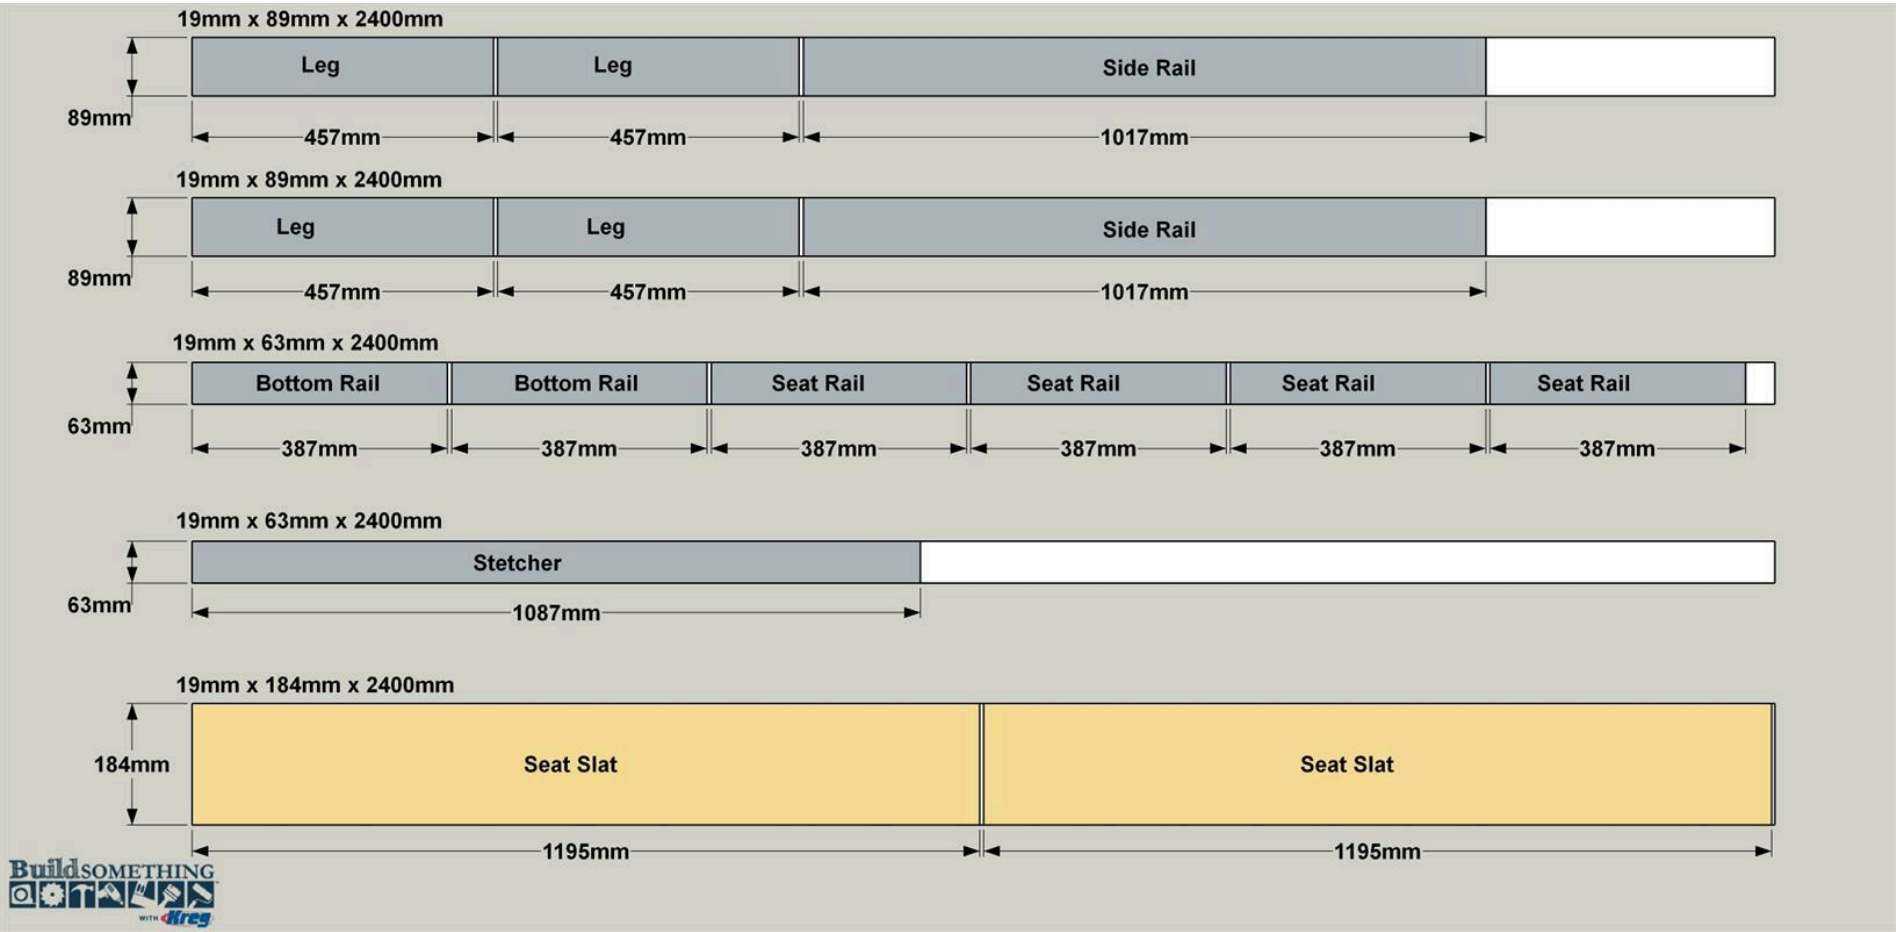 19mm x 89mm x 2400mm
Leg Leg Side Rail
89mm
457mm 457mm 1017mm
19mm x 89mm x 2400mm
Leg Leg Side Rail
89mm
457mm 457mm 1017mm
19mm x 63mm x 2400mm
Bottom Rail Bottom Rail Seat Rail Seat Rail Seat Rail Seat Rail
63mm
387mm 387mm 387mm 387mm 387mm 387mm
19mm x 63mm x 2400mm
Stetcher
63mm
1087mm
19mm x 184mm x 2400mm
184mm Seat Slat Seat Slat
1195mm 1195mm
BuildSOMETHING
WITH Kreg